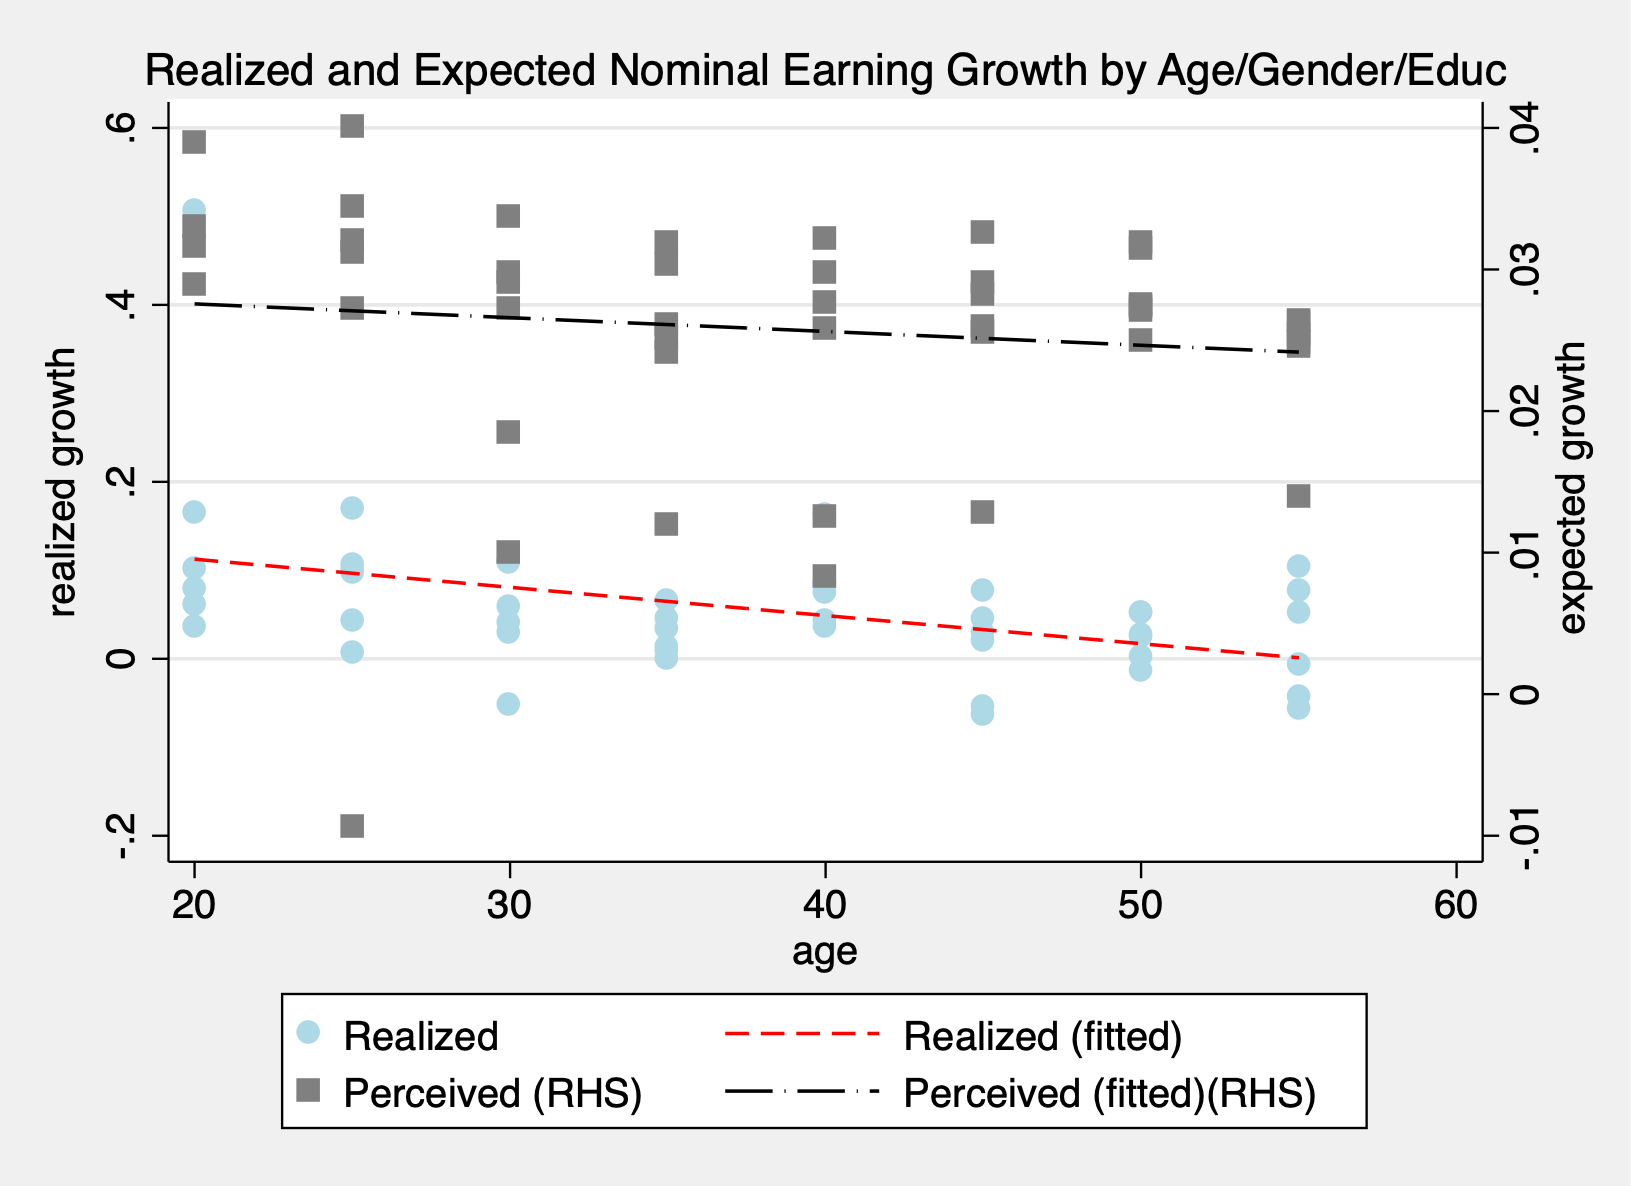 Realized and Expected Nominal Earning Growth by Age/Gender/Educ
realized growth
.6
.4
.2
0
-.2
expected growth
.04
.03
.02
.01
0
-.01
20 30 40 50 60
age
Realized
Realized (fitted)
Perceived (RHS)
Perceived (fitted)(RHS)